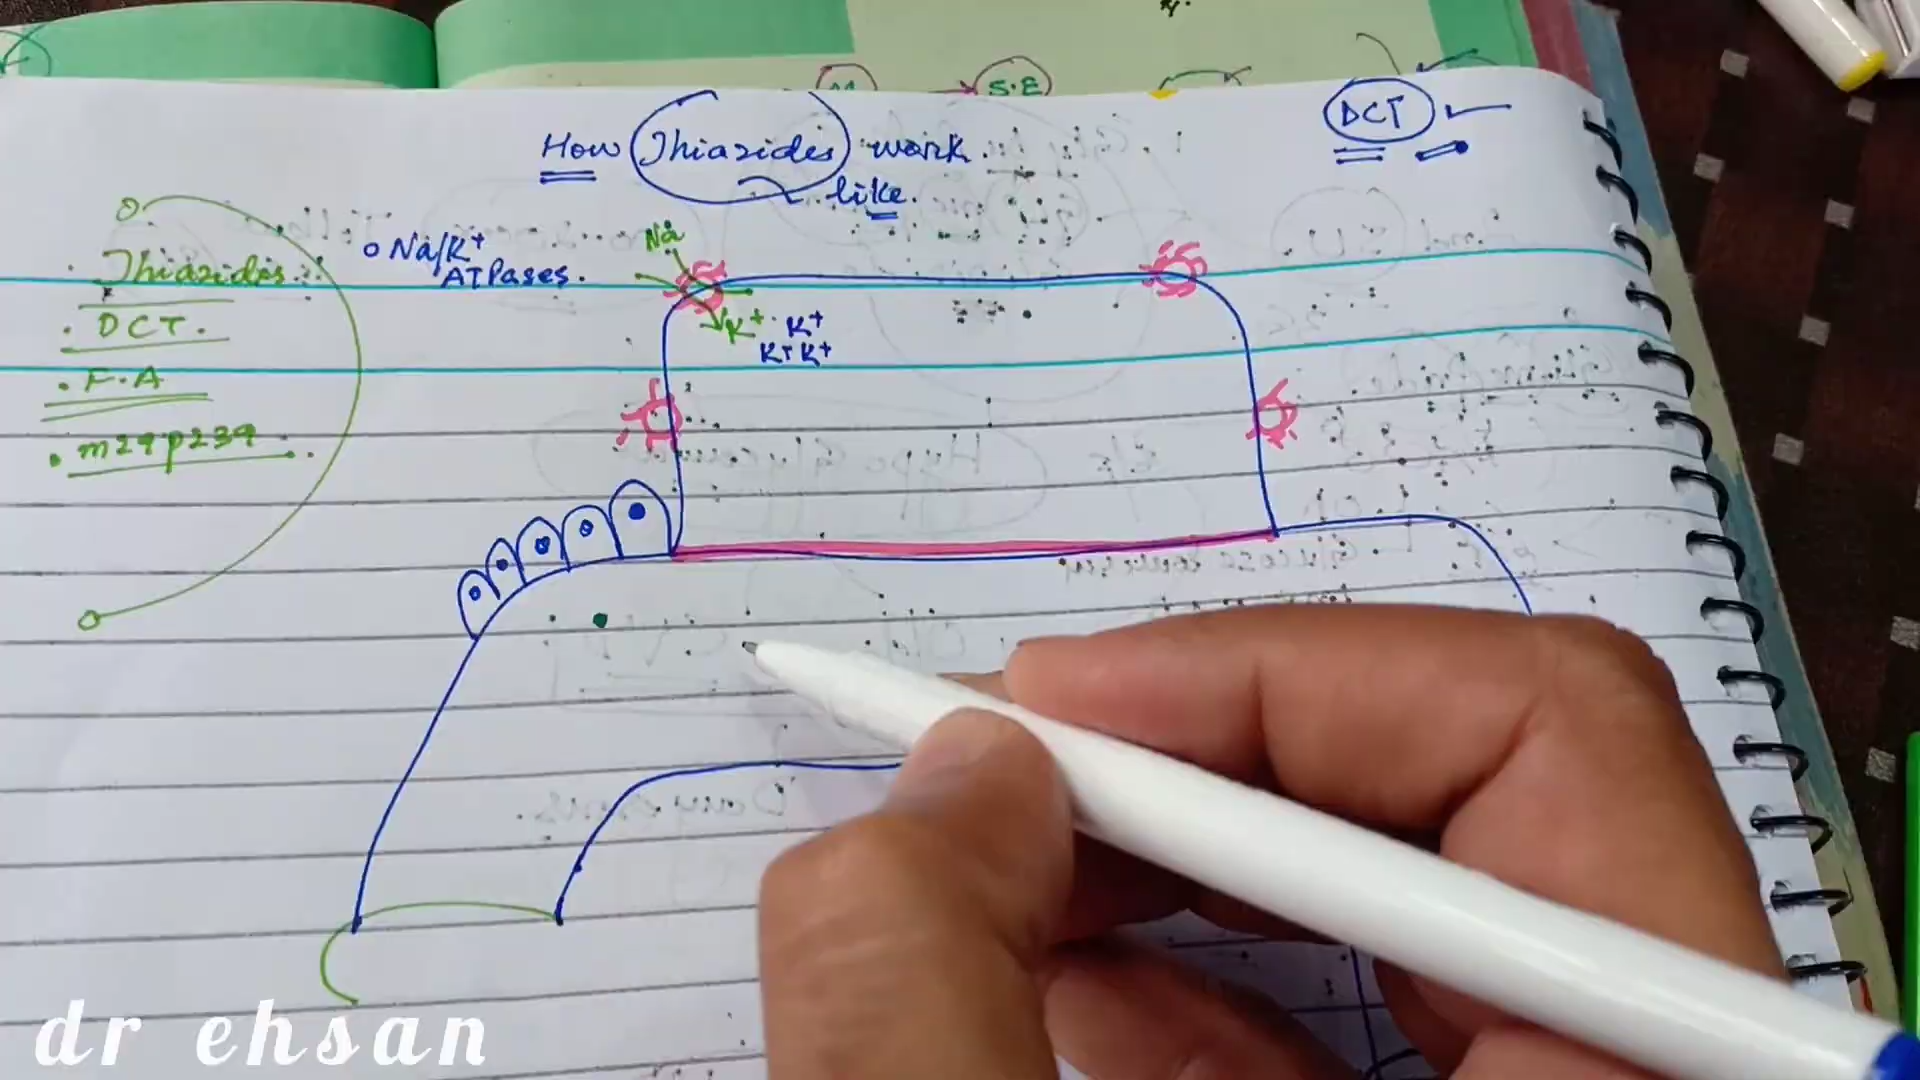 S.E
DCT
How Thiazides work.
like.
Na/K+
ATPases.
Na
K+ K+
K+ K+
Thiazides
DCT.
F.A
m29p239
dr ehsan